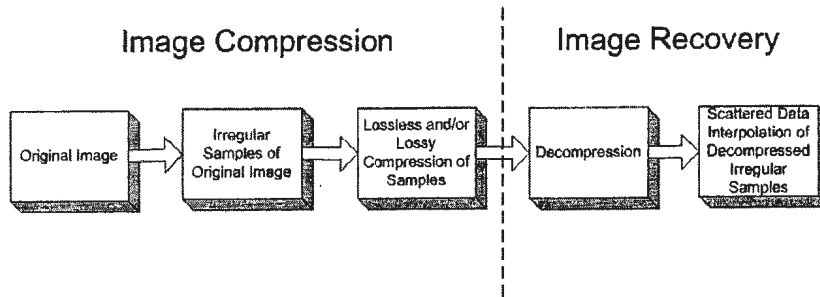 Image Compression
Image Recovery
Original Image
Irregular
Samples of
Original Image
Lossless and/or
Lossy
Compression of
Samples
Decompression
Scattered Data
Interpolation of
Decompressed
Irregular
Samples